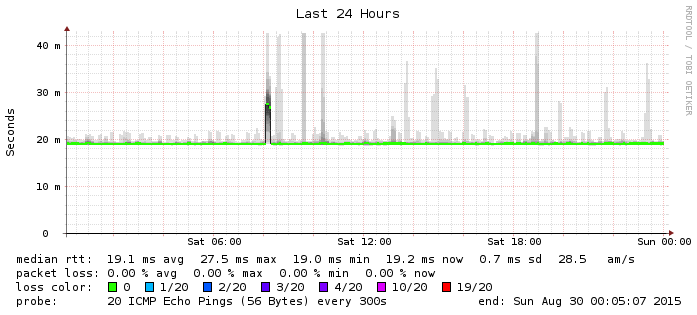 Last 24 Hours
RRDTOOL / TOBI OETIKER
Seconds
40 m
30 m
20 m
10 m
0
Sat 06:00 Sat 12:00 Sat 18:00 Sun 00:00
median rtt: 19.1 ms avg 27.5 ms max 19.0 ms min 19.2 ms now 0.7 ms sd 28.5 am/s
packet loss: 0.00 % avg 0.00 % max 0.00 % min 0.00 % now
loss color: 0 1/20 2/20 3/20 4/20 10/20 19/20
probe: 20 ICMP Echo Pings (56 Bytes) every 300s end: Sun Aug 30 00:05:07 2015